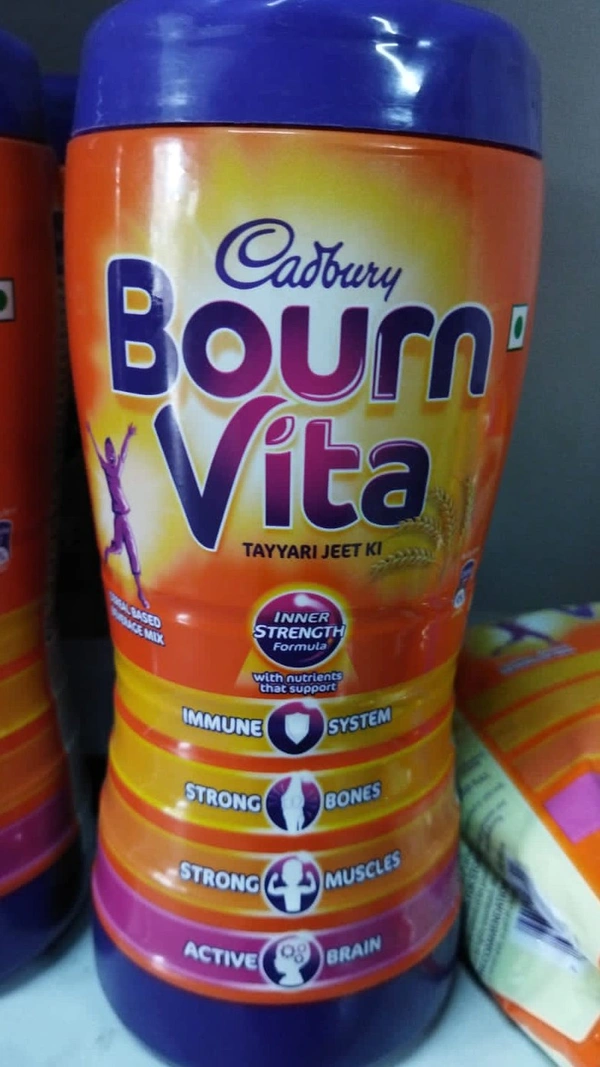 Cadbury
Bourn
Vita
TAYYARI JEET KI
CEREAL BASED
BEVERAGE MIX
INNER
STRENGTH
Formula
with nutrients
that support
IMMUNE SYSTEM
STRONG BONES
STRONG MUSCLES
ACTIVE BRAIN